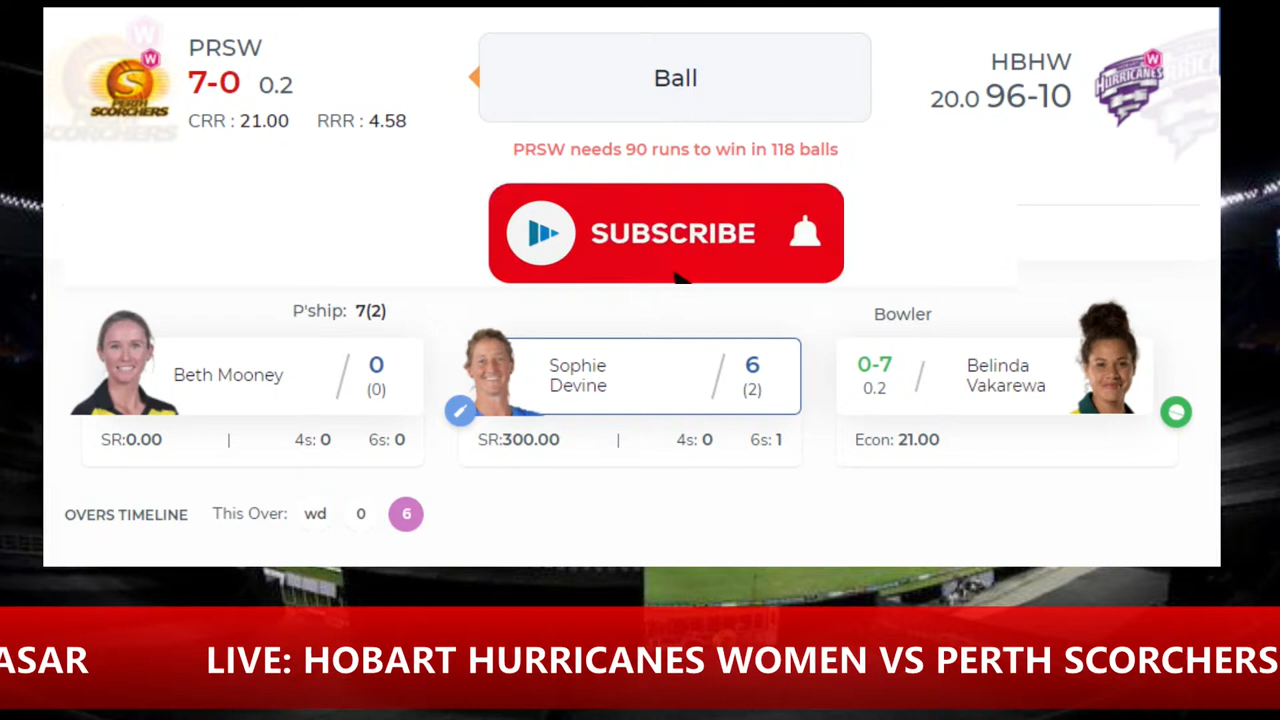 PRSW
7-0 0.2
CRR : 21.00 RRR : 4.58
W
PERTH
SCORCHERS
Ball
PRSW needs 90 runs to win in 118 balls
HBHW
20.0 96-10
W
HURRICANES
SUBSCRIBE
P'ship: 7(2)
Beth Mooney
0
(0)
SR:0.00 | 4s: 0 6s: 0
Sophie
Devine
6
(2)
SR:300.00 | 4s: 0 6s: 1
Bowler
0-7
0.2
Belinda
Vakarewa
Econ: 21.00
OVERS TIMELINE This Over: wd 0 6
ASAR LIVE: HOBART HURRICANES WOMEN VS PERTH SCORCHERS